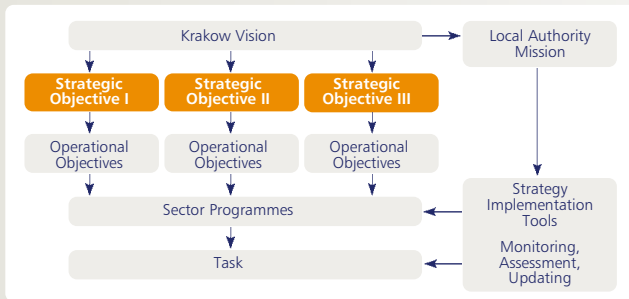 Krakow Vision
Local Authority
Mission
Strategic
Objective I
Strategic
Objective II
Strategic
Objective III
Operational
Objectives
Operational
Objectives
Operational
Objectives
Sector Programmes
Strategy
Implementation
Tools
Monitoring,
Assessment,
Updating
Task